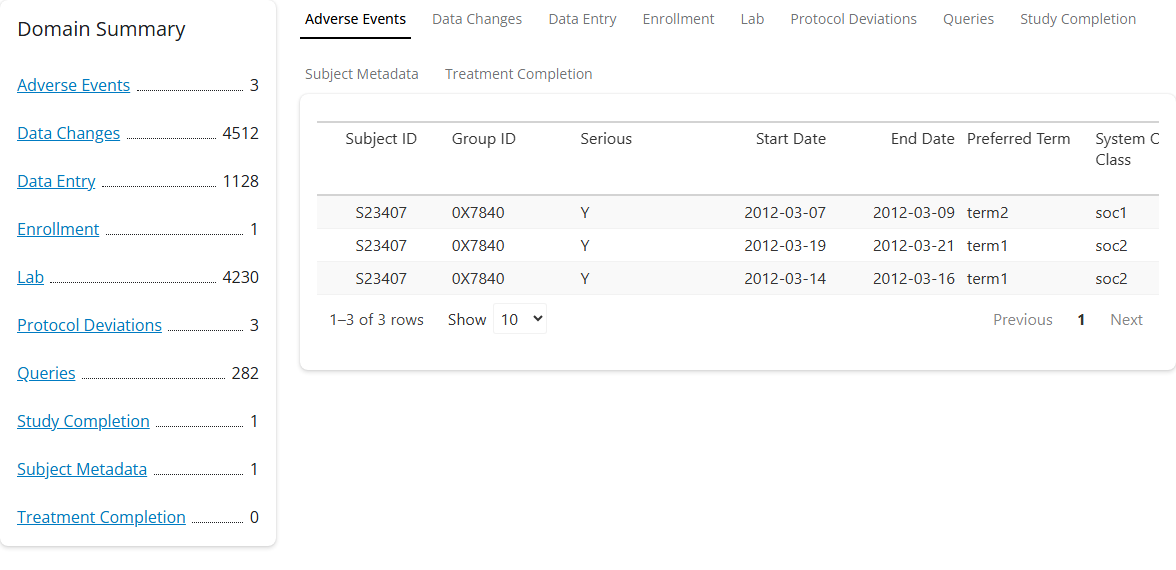 Domain Summary
Adverse Events 3
Data Changes 4512
Data Entry 1128
Enrollment 1
Lab 4230
Protocol Deviations 3
Queries 282
Study Completion 1
Subject Metadata 1
Treatment Completion 0
Adverse Events Data Changes Data Entry Enrollment Lab Protocol Deviations Queries Study Completion
Subject Metadata Treatment Completion
Subject ID Group ID Serious Start Date End Date Preferred Term System C
Class
S23407 0X7840 Y 2012-03-07 2012-03-09 term2 soc1
S23407 0X7840 Y 2012-03-19 2012-03-21 term1 soc2
S23407 0X7840 Y 2012-03-14 2012-03-16 term1 soc2
1–3 of 3 rows Show 10 Previous 1 Next